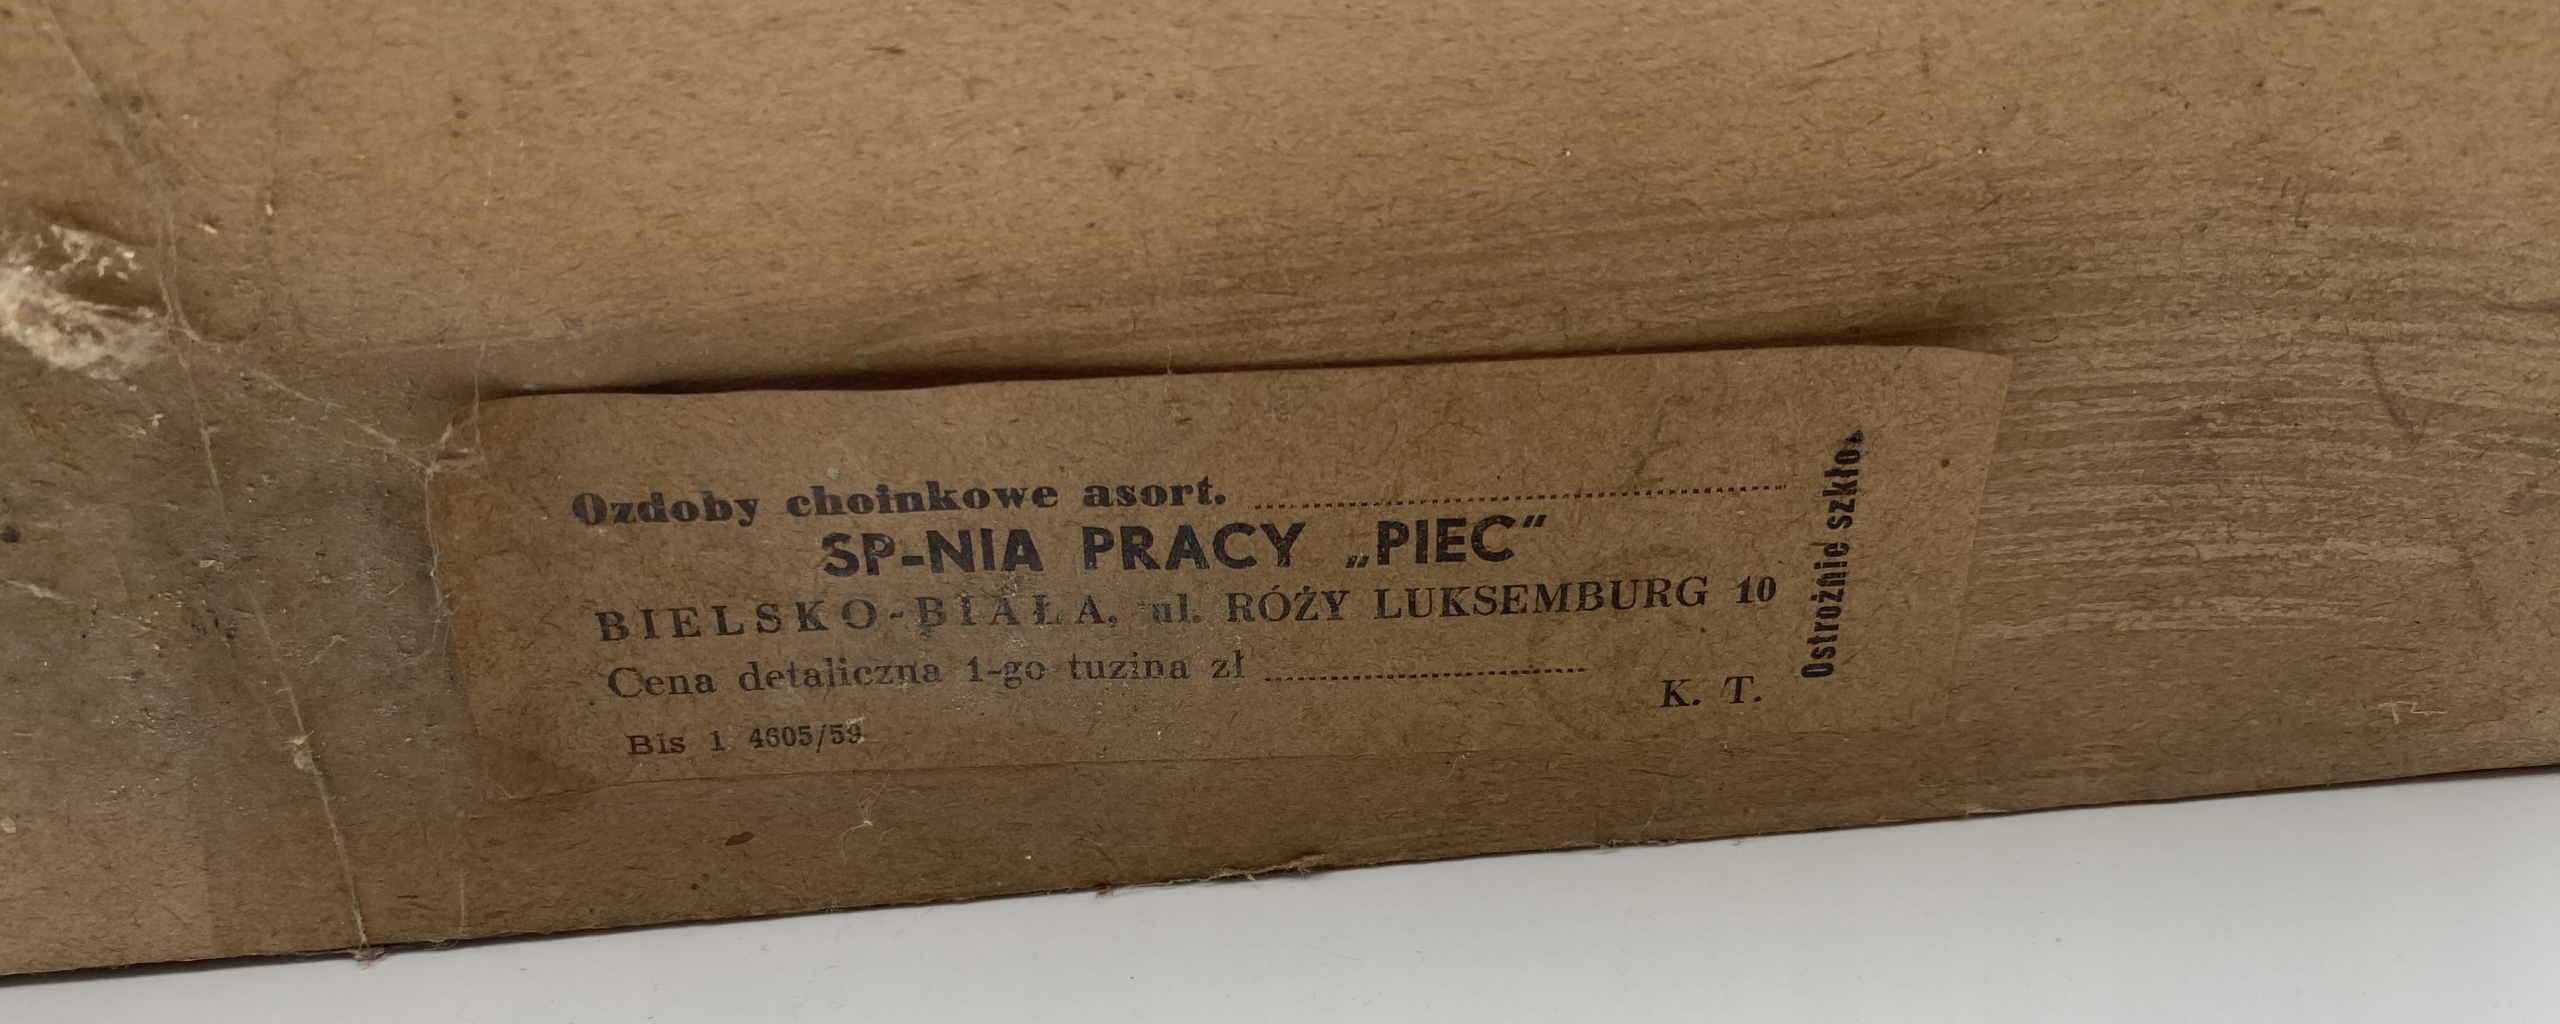 Ozdoby choinkowe asort. ........................
SP-NIA PRACY „PIEC"
BIELSKO-BIAŁA, ul. RÓŻY LUKSEMBURG 10
Cena detaliczna 1-go tuzina zł ........................
K. T.
Bis 1 4605/59
Ostrożnie szkło.